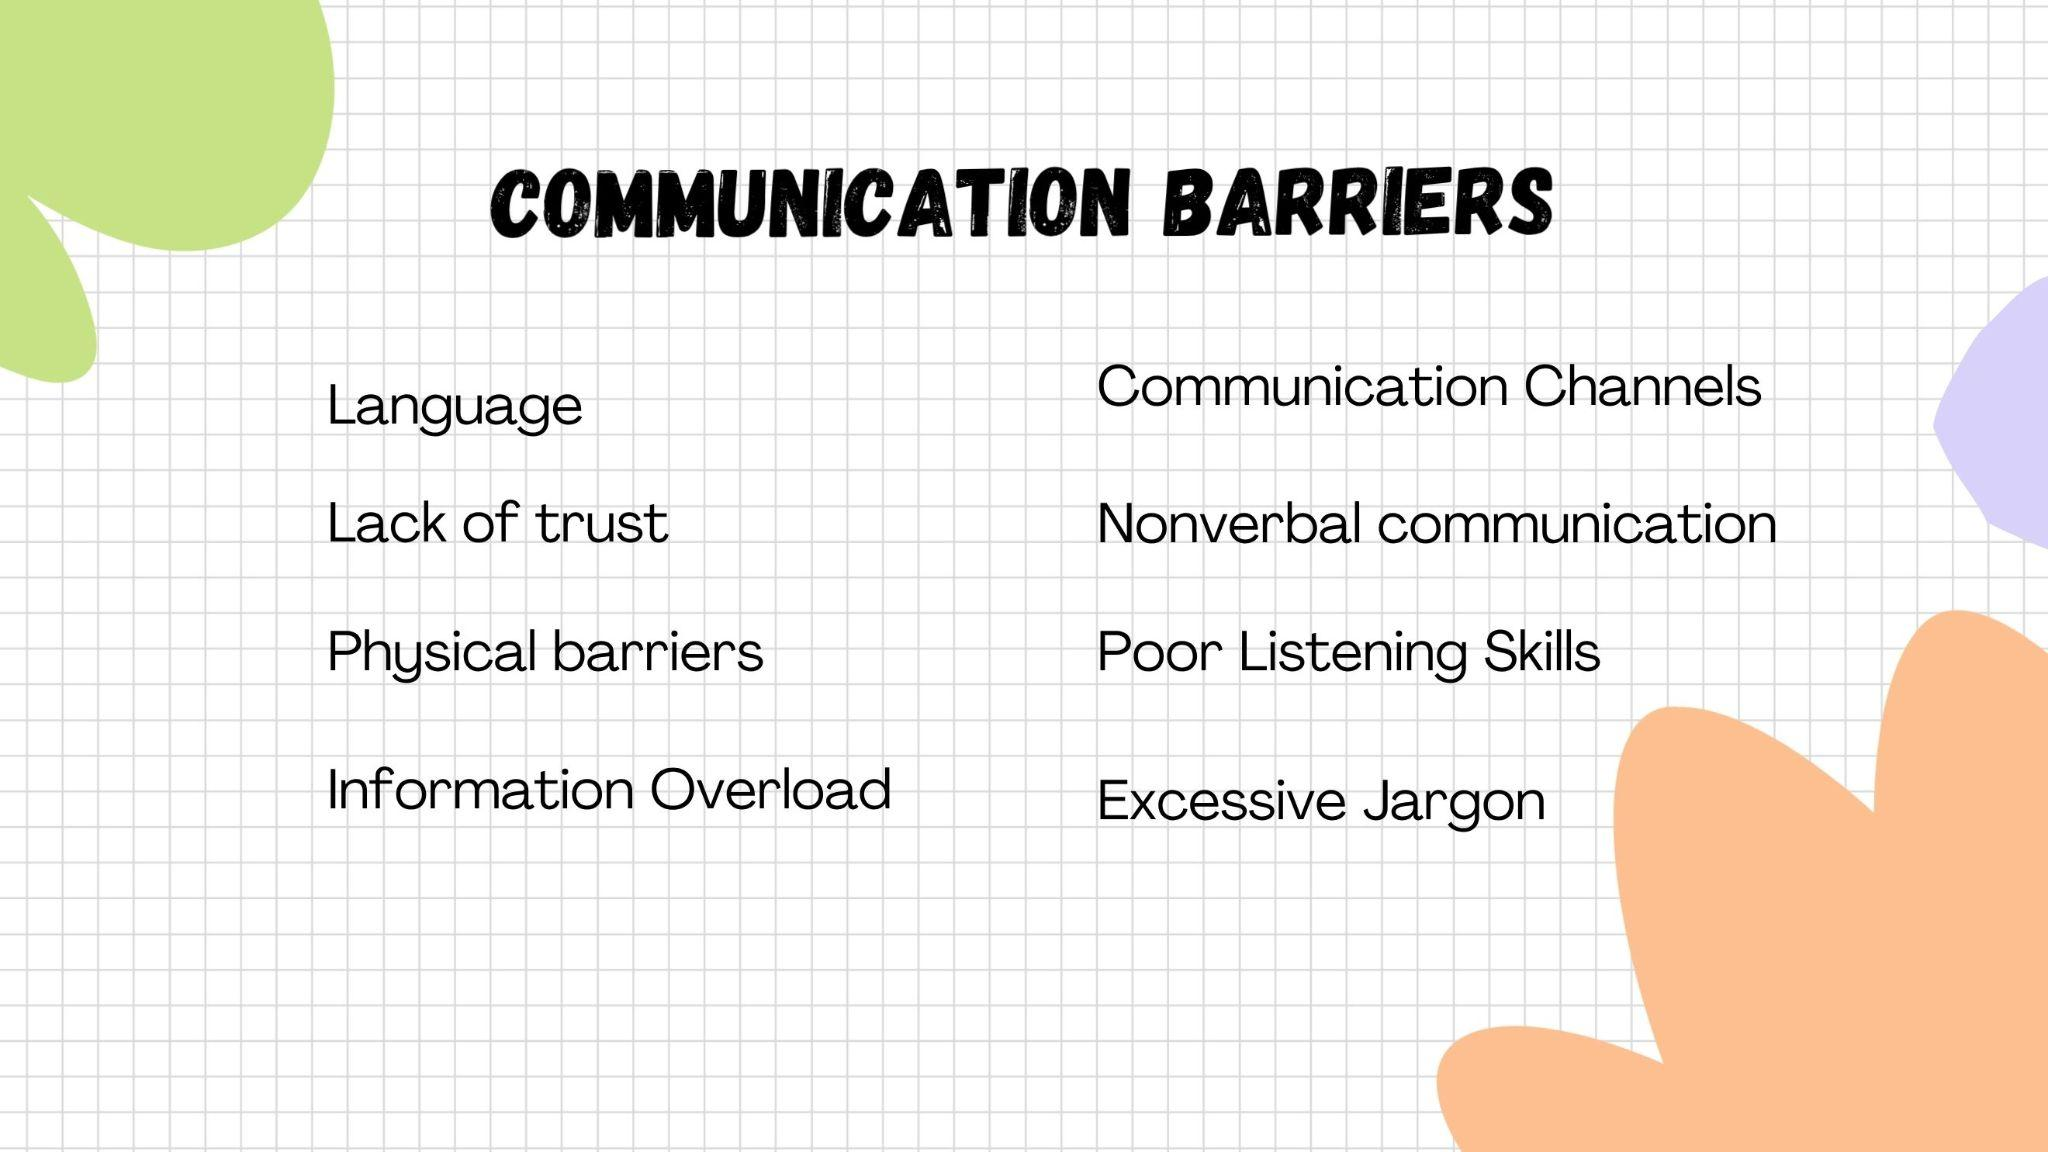 COMMUNICATION BARRIERS
Language
Lack of trust
Physical barriers
Information Overload
Communication Channels
Nonverbal communication
Poor Listening Skills
Excessive Jargon